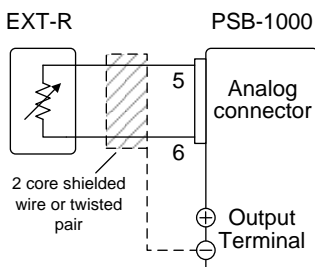 EXT-R
PSB-1000
5
Analog
connector
6
2 core shielded
wire or twisted
pair
+
Output
Terminal
−